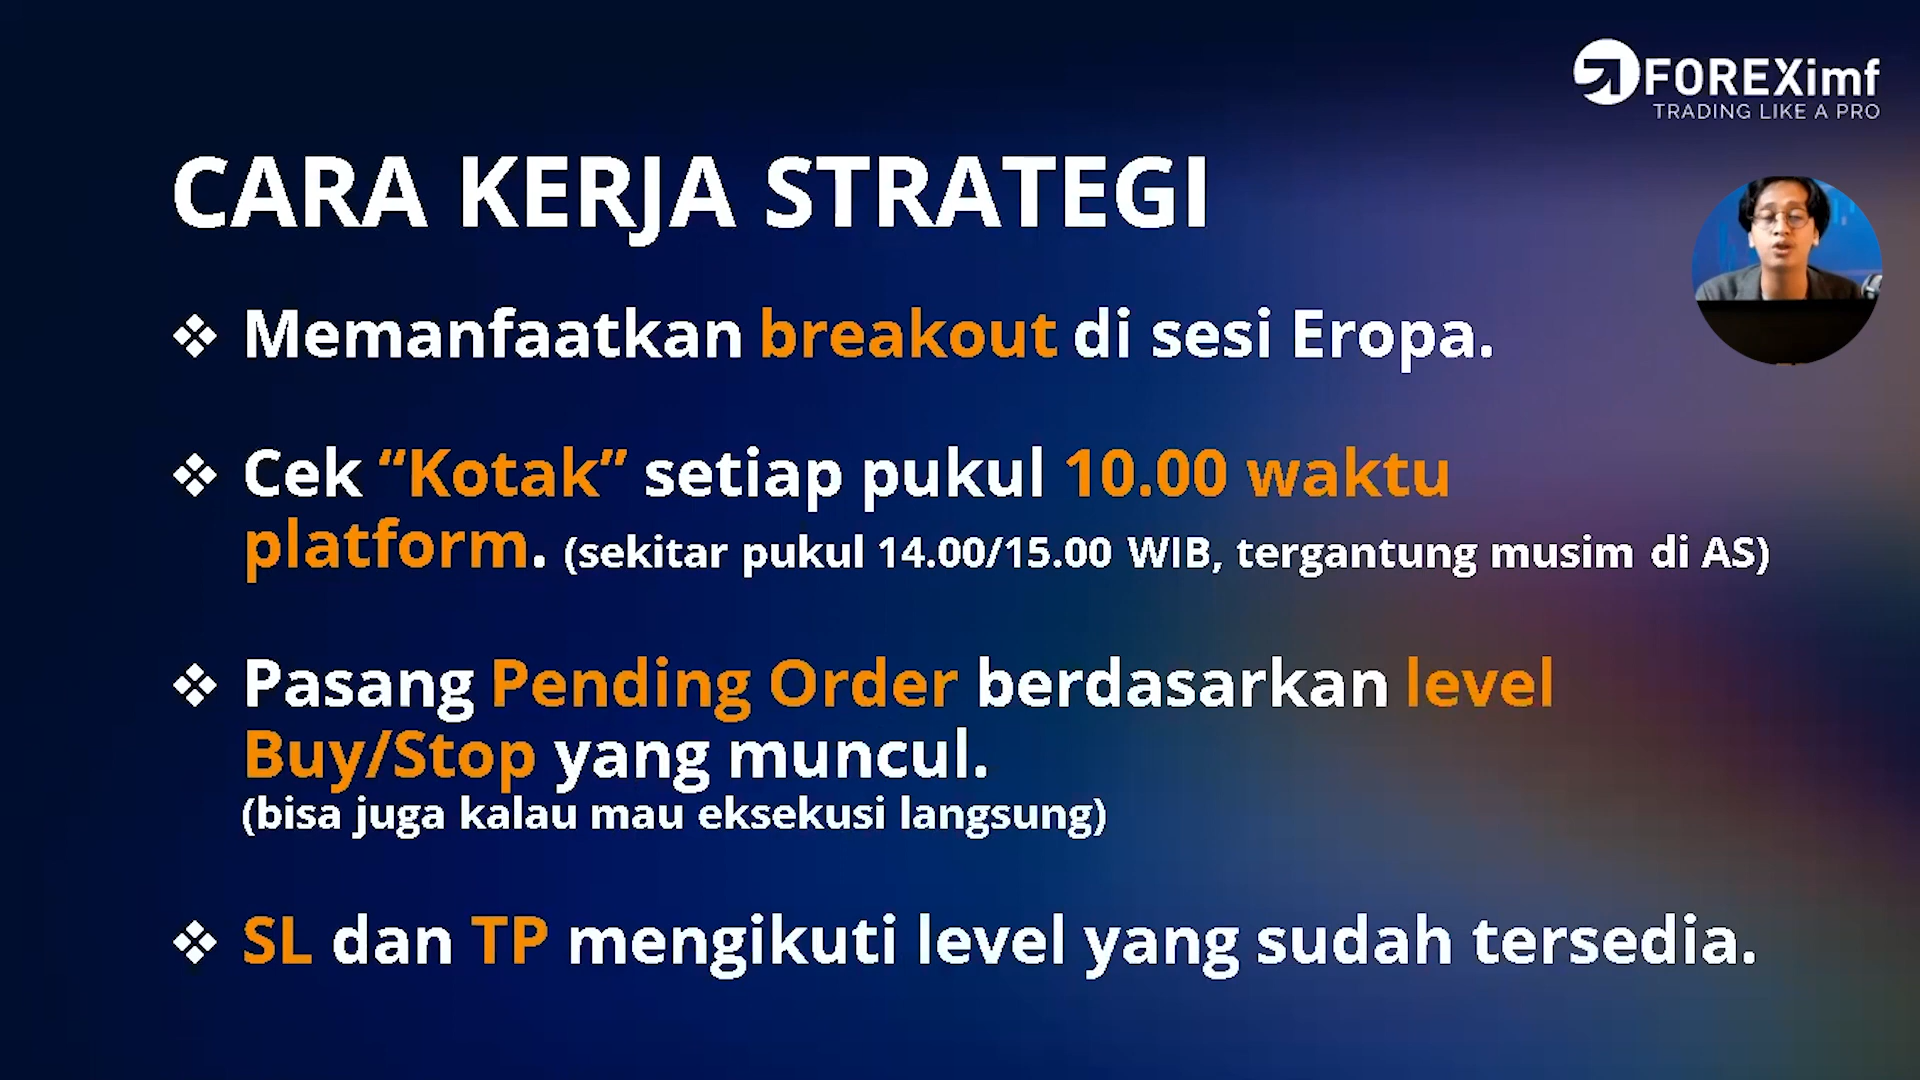 FOREXimf
TRADING LIKE A PRO
CARA KERJA STRATEGI
❖ Memanfaatkan breakout di sesi Eropa.
❖ Cek “Kotak” setiap pukul 10.00 waktu
platform. (sekitar pukul 14.00/15.00 WIB, tergantung musim di AS)
❖ Pasang Pending Order berdasarkan level
Buy/Stop yang muncul.
(bisa juga kalau mau eksekusi langsung)
❖ SL dan TP mengikuti level yang sudah tersedia.